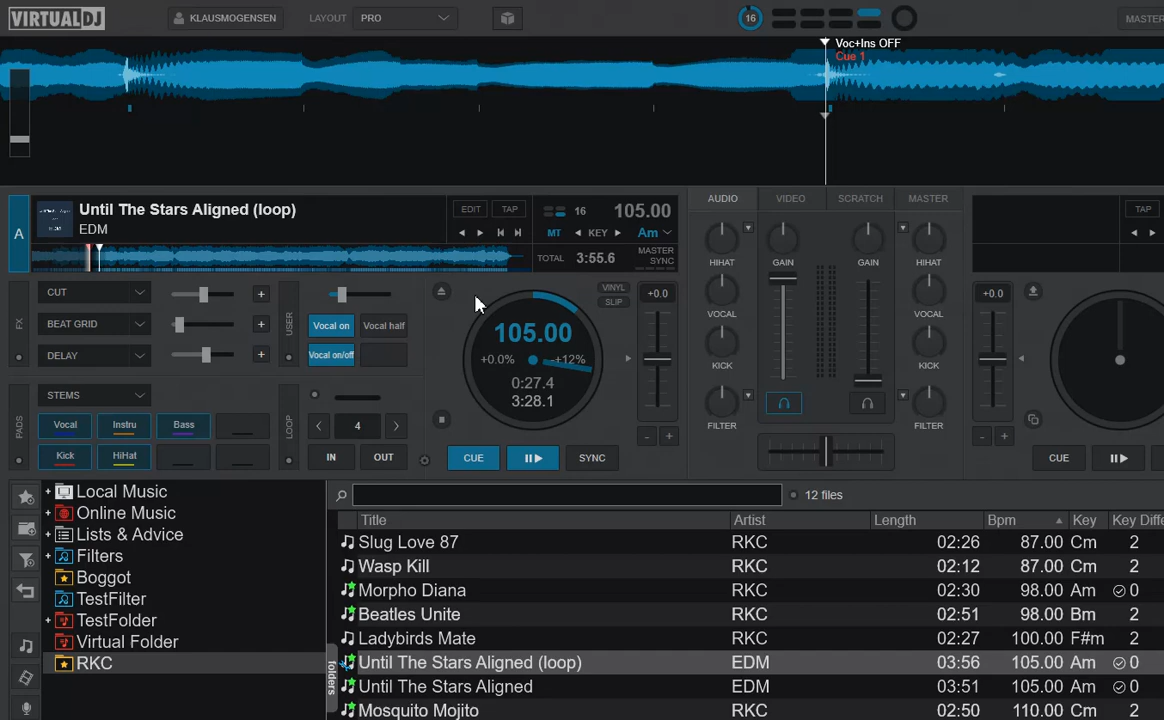 VIRTUALDJ KLAUSMOGENSEN LAYOUT PRO 16 MASTER
Voc+Ins OFF
Cue 1
A
Until The Stars Aligned (loop)
EDM
EDIT TAP 16 105.00
MT KEY Am
TOTAL 3:55.6 MASTER SYNC
AUDIO VIDEO SCRATCH MASTER
HIHAT GAIN GAIN HIHAT
VOCAL VOCAL
KICK KICK
FILTER FILTER
TAP
FX
CUT
BEAT GRID
DELAY
USER
Vocal on Vocal half
Vocal on/off
VINYL
SLIP
105.00
+0.0% +12%
0:27.4
3:28.1
+0.0
+0.0
PADS
STEMS
Vocal Instru Bass
Kick HiHat
LOOP
4
IN OUT
CUE SYNC
- +
- +
CUE
Local Music
Online Music
Lists & Advice
Filters
Boggot
TestFilter
TestFolder
Virtual Folder
RKC
folders
12 files
Title Artist Length Bpm Key Key Diffe
Slug Love 87 RKC 02:26 87.00 Cm 2
Wasp Kill RKC 02:12 87.00 Cm 2
Morpho Diana RKC 02:30 98.00 Am 0
Beatles Unite RKC 02:51 98.00 Bm 2
Ladybirds Mate RKC 02:27 100.00 F#m 2
Until The Stars Aligned (loop) EDM 03:56 105.00 Am 0
Until The Stars Aligned EDM 03:51 105.00 Am 0
Mosquito Mojito RKC 02:50 110.00 Cm 2